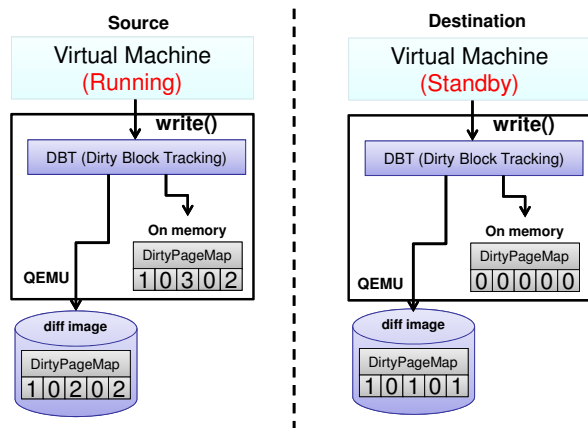 Source
Virtual Machine
(Running)
write()
DBT (Dirty Block Tracking)
On memory
DirtyPageMap
1 0 3 0 2
QEMU
diff image
DirtyPageMap
1 0 2 0 2
Destination
Virtual Machine
(Standby)
write()
DBT (Dirty Block Tracking)
On memory
DirtyPageMap
0 0 0 0 0
QEMU
diff image
DirtyPageMap
1 0 1 0 1